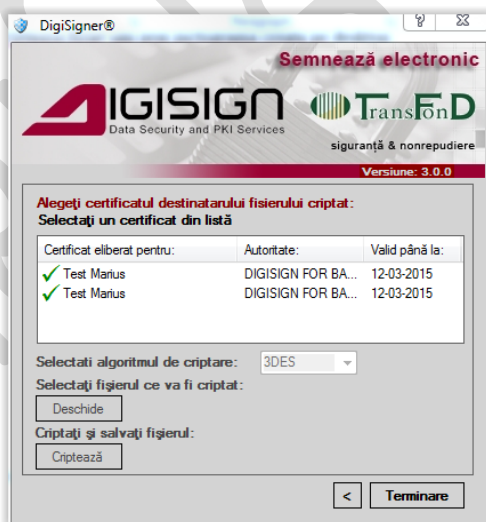 DigiSigner®
Semnează electronic
DIGISIGN
Data Security and PKI Services
TransFonD
siguranță & nonrepudiere
Versiune: 3.0.0
Alegeți certificatul destinatarului fisierului criptat:
Selectați un certificat din listă
Certificat eliberat pentru: Autoritate: Valid până la:
Test Marius DIGISIGN FOR BA... 12-03-2015
Test Marius DIGISIGN FOR BA... 12-03-2015
Selectati algoritmul de criptare: 3DES
Selectați fișierul ce va fi criptat:
Deschide
Criptați și salvați fișierul:
Criptează
< Terminare